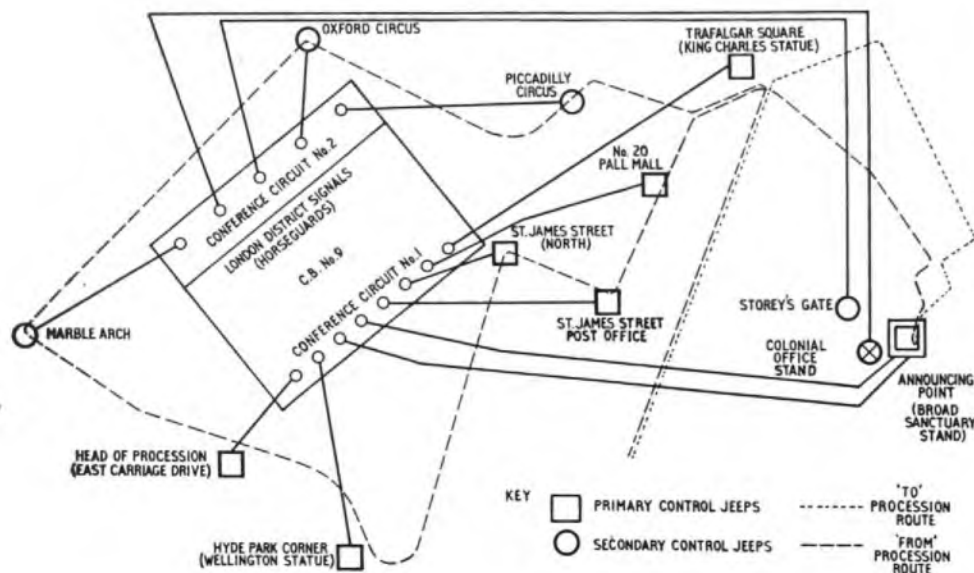 OXFORD CIRCUS
TRAFALGAR SQUARE
(KING CHARLES STATUE)
PICCADILLY
CIRCUS
No. 20
PALL MALL
CONFERENCE CIRCUIT No. 2
LONDON DISTRICT SIGNALS
(HORSEGUARDS)
C.B. No. 9
CONFERENCE CIRCUIT No. 1
ST. JAMES STREET
(NORTH)
MARBLE ARCH
ST. JAMES STREET
POST OFFICE
STOREY'S GATE
COLONIAL
OFFICE
STAND
ANNOUNCING
POINT
(BROAD
SANCTUARY
STAND)
HEAD OF PROCESSION
(EAST CARRIAGE DRIVE)
HYDE PARK CORNER
(WELLINGTON STATUE)
KEY
PRIMARY CONTROL JEEPS
SECONDARY CONTROL JEEPS
'TO'
PROCESSION
ROUTE
'FROM'
PROCESSION
ROUTE